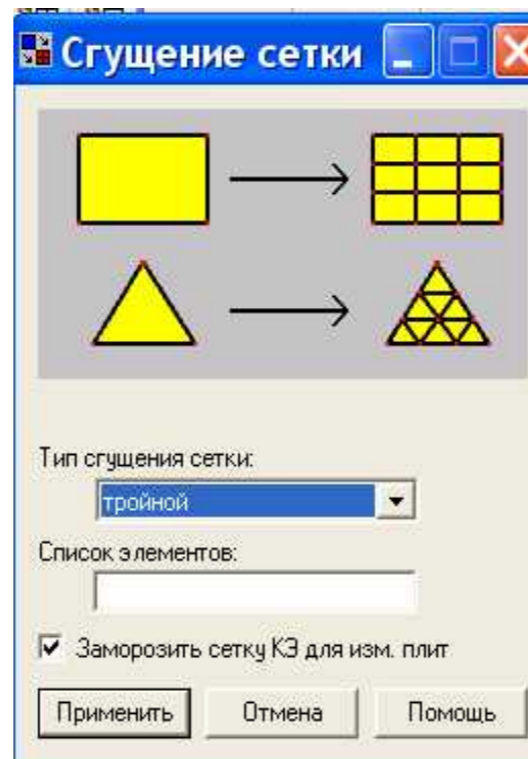 Сгущение сетки
Тип сгущения сетки:
тройной
Список элементов:
Заморозить сетку КЭ для изм. плит
Применить Отмена Помощь